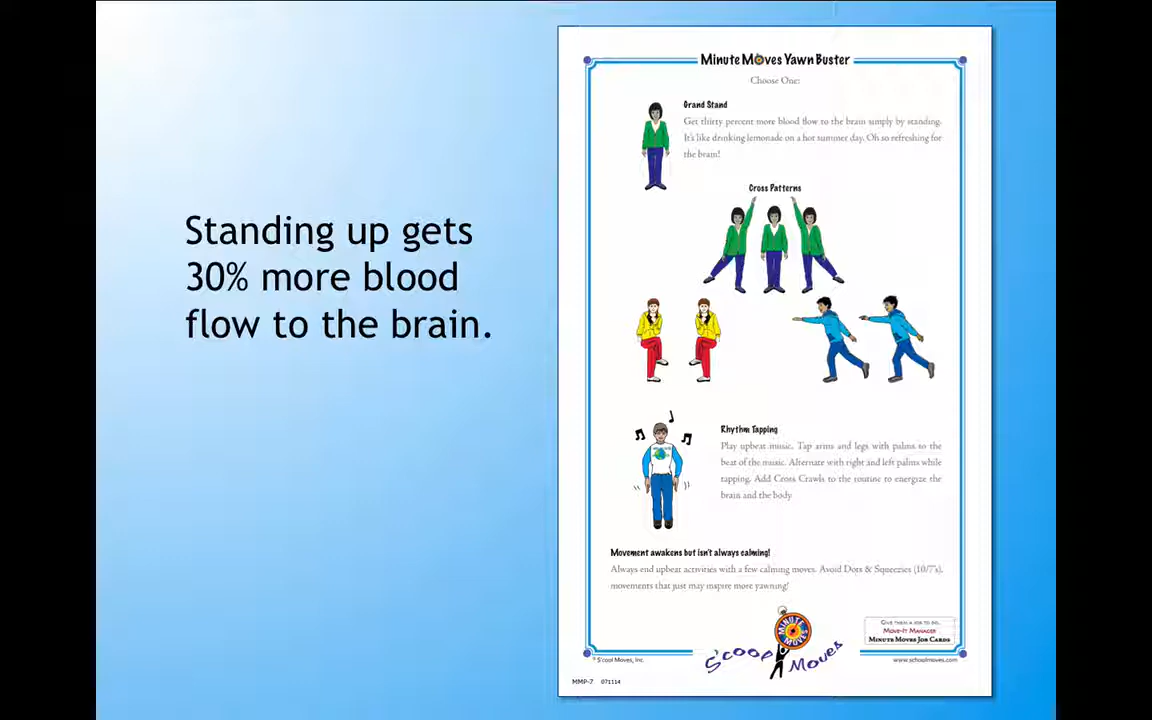 Standing up gets
30% more blood
flow to the brain.
Minute Moves Yawn Buster
Choose One:
Grand Stand
Get thirty percent more blood flow to the brain simply by standing.
It's like drinking lemonade on a hot summer day. Oh so refreshing for
the brain!
Cross Patterns
Rhythm Tapping
Play upbeat music. Tap arms and legs with palms to the
beat of the music. Alternate with right and left palms while
tapping. Add Cross Crawls to the routine to energize the
brain and the body
Movement awakens but isn't always calming!
Always end upbeat activities with a few calming moves. Avoid Dots & Squeezies (10/7's),
movements that just may inspire more yawning!
MINUTE MOVES
S'cool Moves
Give them a job to do...
Move-It Manager
Minute Moves Job Cards
© S'cool Moves, Inc.
www.schoolmoves.com
MMP-7 071114